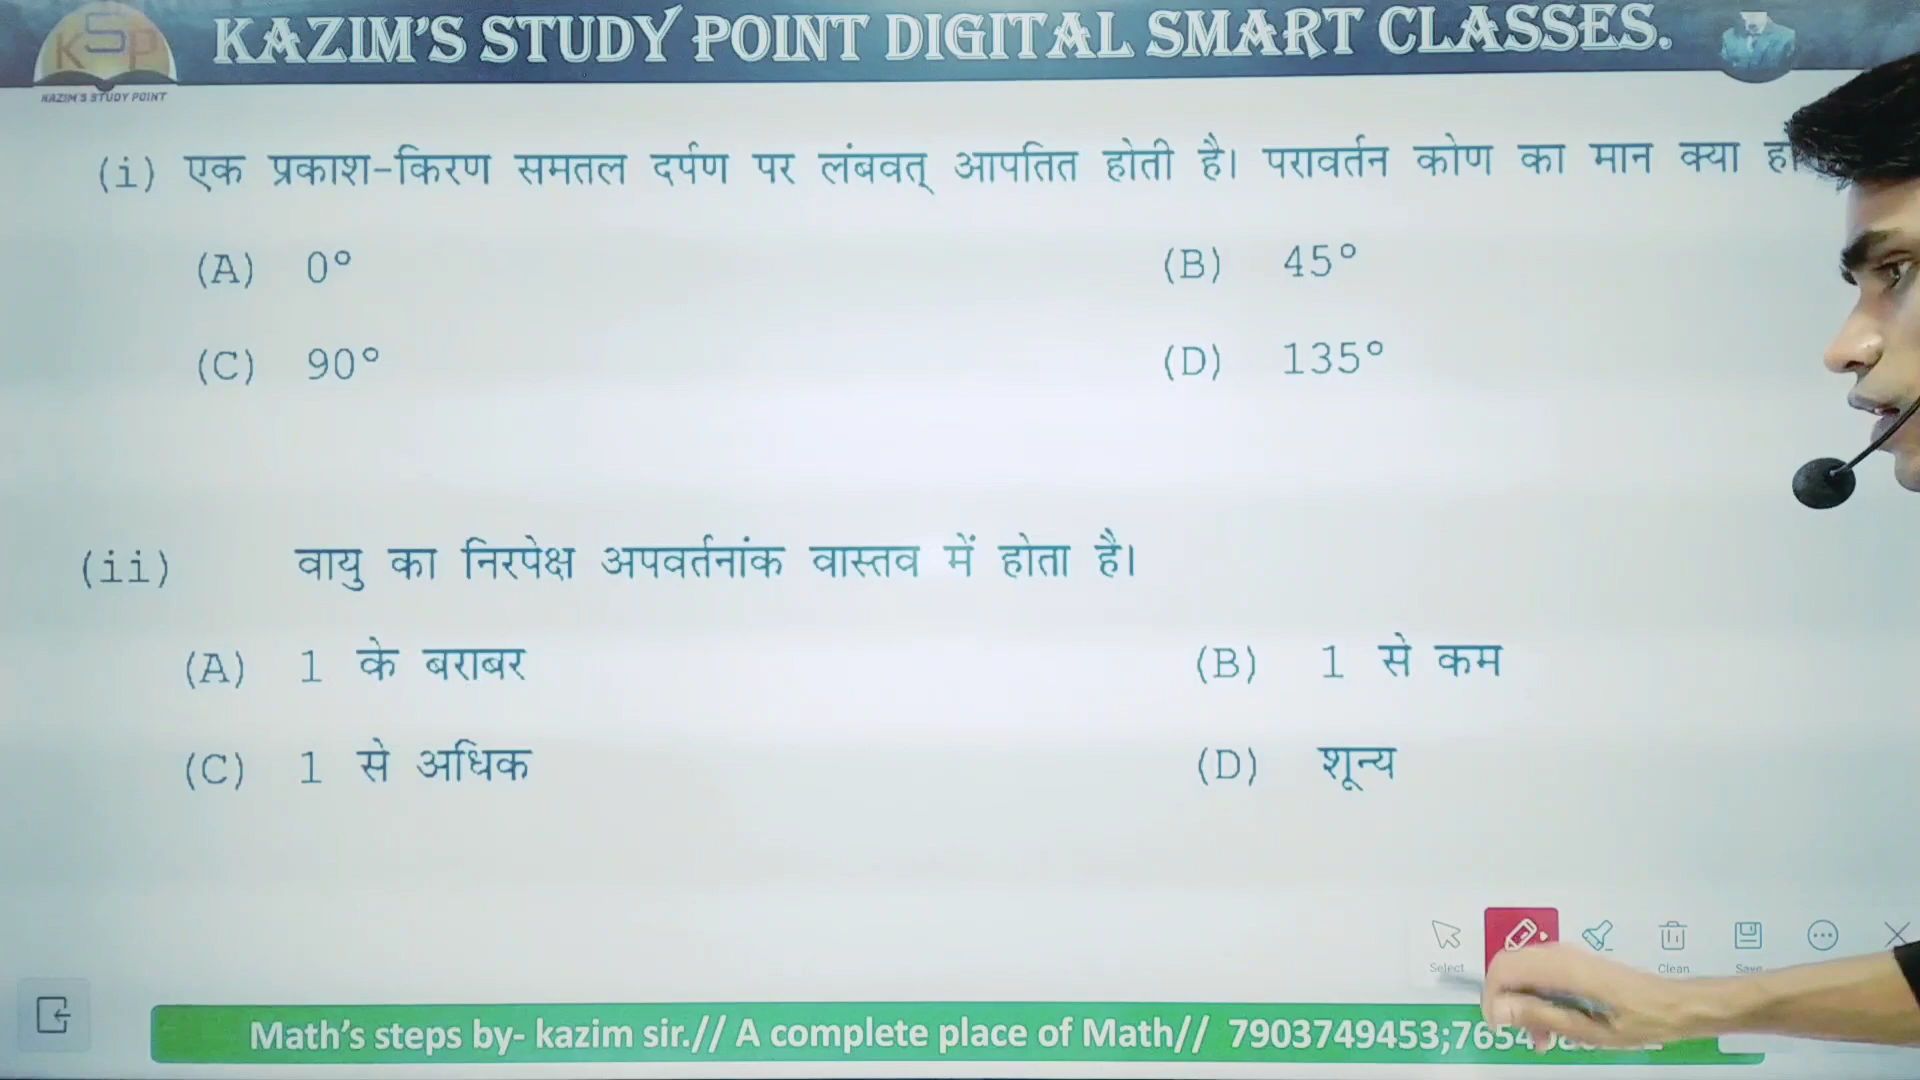 KSP
KAZIM'S STUDY POINT
KAZIM'S STUDY POINT DIGITAL SMART CLASSES.
(i) एक प्रकाश-किरण समतल दर्पण पर लंबवत् आपतित होती है। परावर्तन कोण का मान क्या
(A) 0° (B) 45°
(C) 90° (D) 135°
(ii) वायु का निरपेक्ष अपवर्तनांक वास्तव में होता है।
(A) 1 के बराबर (B) 1 से कम
(C) 1 से अधिक (D) शून्य
Select Clean Save
Math's steps by- kazim sir.// A complete place of Math// 7903749453;